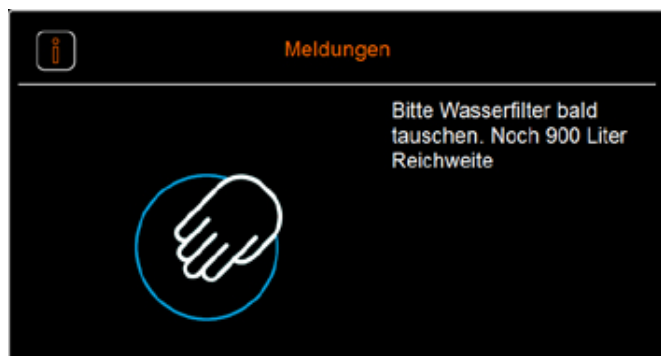 Meldungen
Bitte Wasserfilter bald
tauschen. Noch 900 Liter
Reichweite